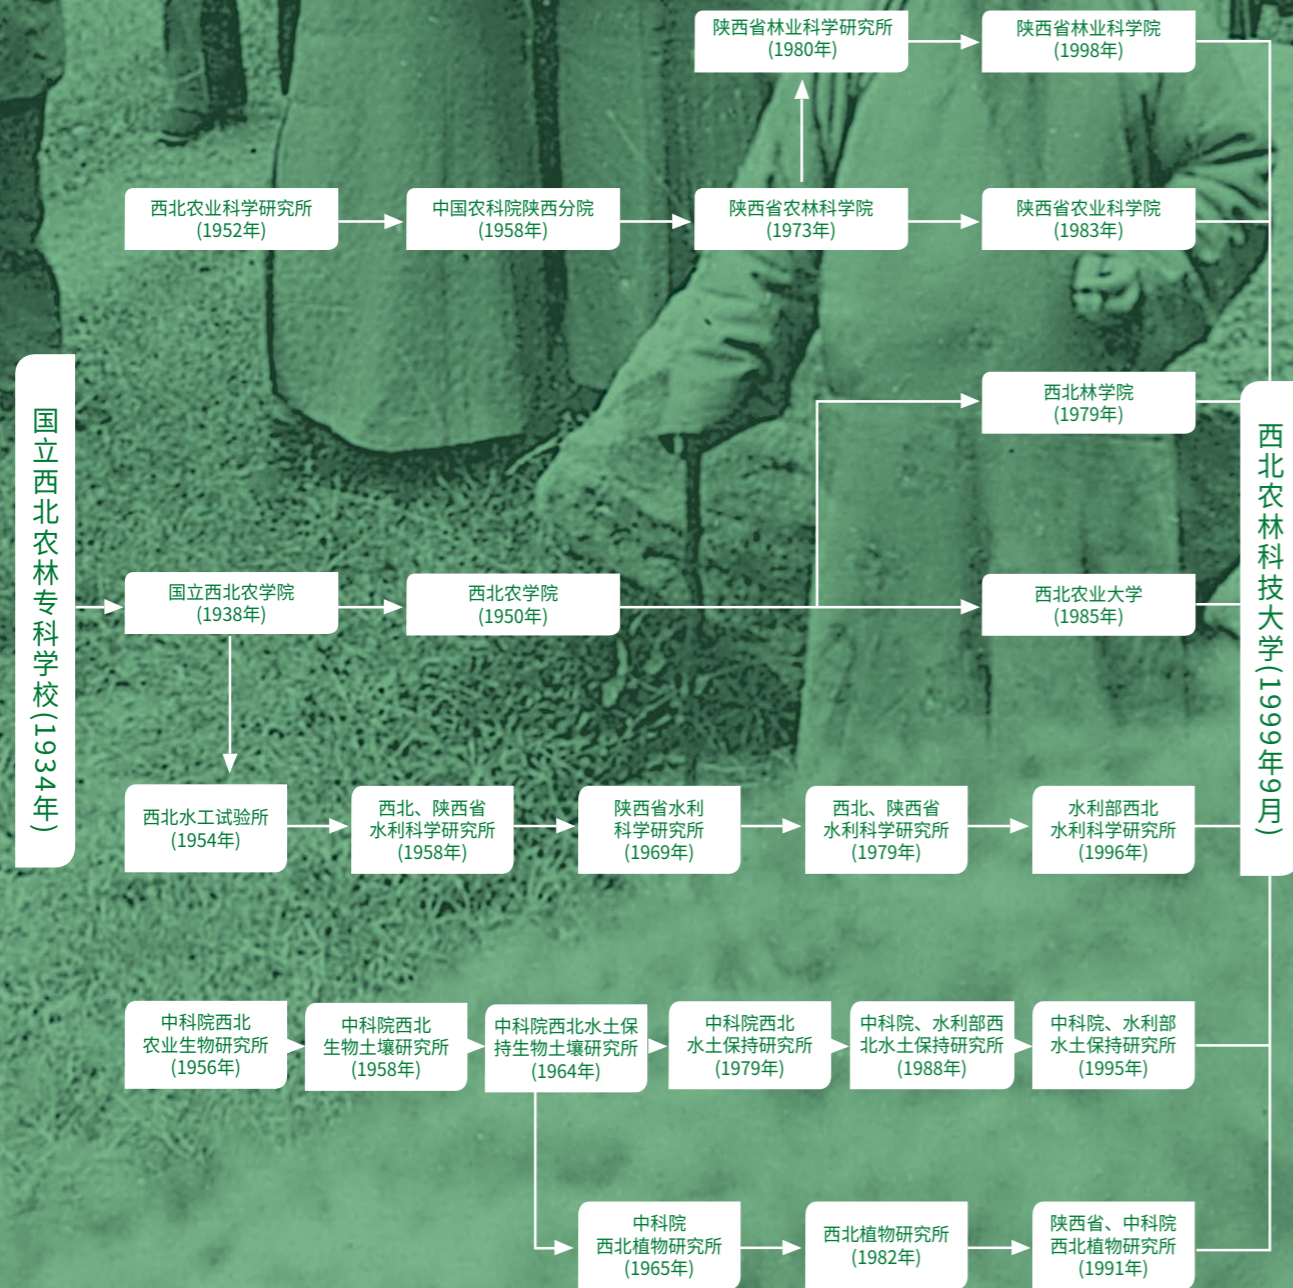 陕西省林业科学研究所
(1980年)
陕西省林业科学院
(1998年)
西北农业科学研究所
(1952年)
中国农科院陕西分院
(1958年)
陕西省农林科学院
(1973年)
陕西省农业科学院
(1983年)
西北林学院
(1979年)
国立西北农林专科学校(1934年)
西北农林科技大学(1999年9月)
国立西北农学院
(1938年)
西北农学院
(1950年)
西北农业大学
(1985年)
西北水工试验所
(1954年)
西北、陕西省
水利科学研究所
(1958年)
陕西省水利
科学研究所
(1969年)
西北、陕西省
水利科学研究所
(1979年)
水利部西北
水利科学研究所
(1996年)
中科院西北
农业生物研究所
(1956年)
中科院西北
生物土壤研究所
(1958年)
中科院西北水土保
持生物土壤研究所
(1964年)
中科院西北
水土保持研究所
(1979年)
中科院、水利部西
北水土保持研究所
(1988年)
中科院、水利部
水土保持研究所
(1995年)
中科院
西北植物研究所
(1965年)
西北植物研究所
(1982年)
陕西省、中科院
西北植物研究所
(1991年)